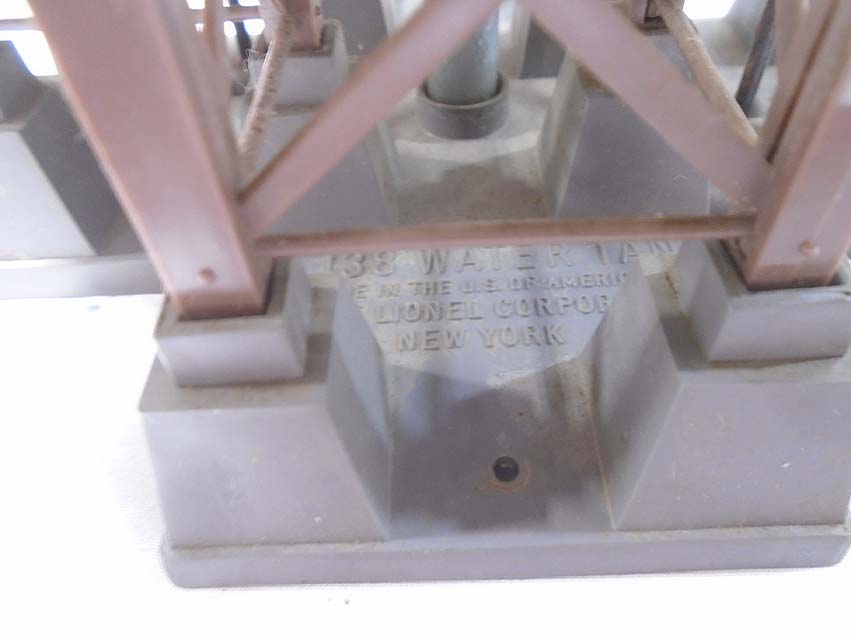 38 WATER TAN
E IN THE U.S. OF AMERIC
LIONEL CORPOR
NEW YORK